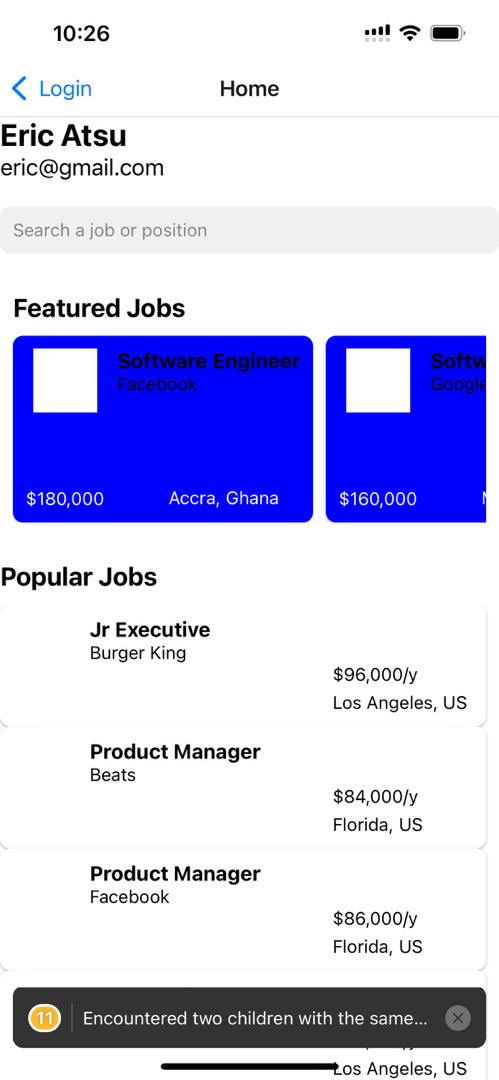 10:26
Login
Home
Eric Atsu
eric@gmail.com
Search a job or position
Featured Jobs
Software Engineer
Facebook
$180,000
Accra, Ghana
Softw
Google
$160,000
Popular Jobs
Jr Executive
Burger King
$96,000/y
Los Angeles, US
Product Manager
Beats
$84,000/y
Florida, US
Product Manager
Facebook
$86,000/y
Florida, US
11
Encountered two children with the same...
Los Angeles, US